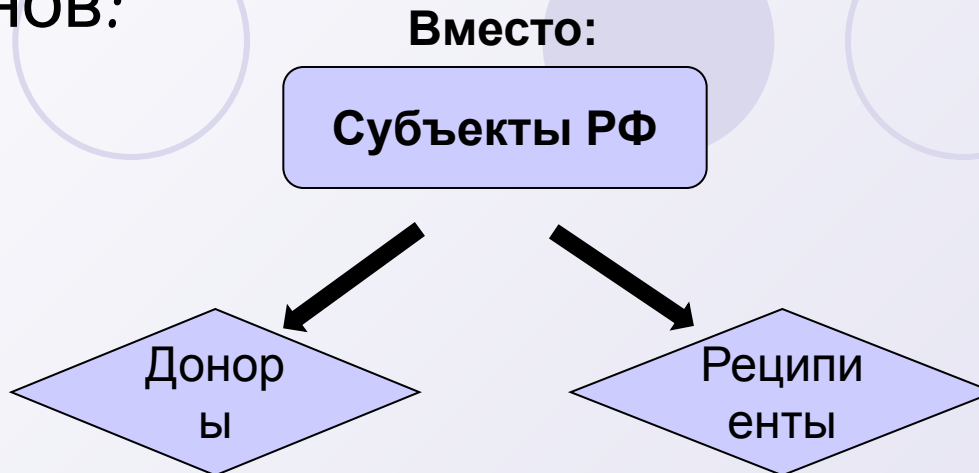 нов:
Вместо:
Субъекты РФ
Донор
ы
Реципи
енты